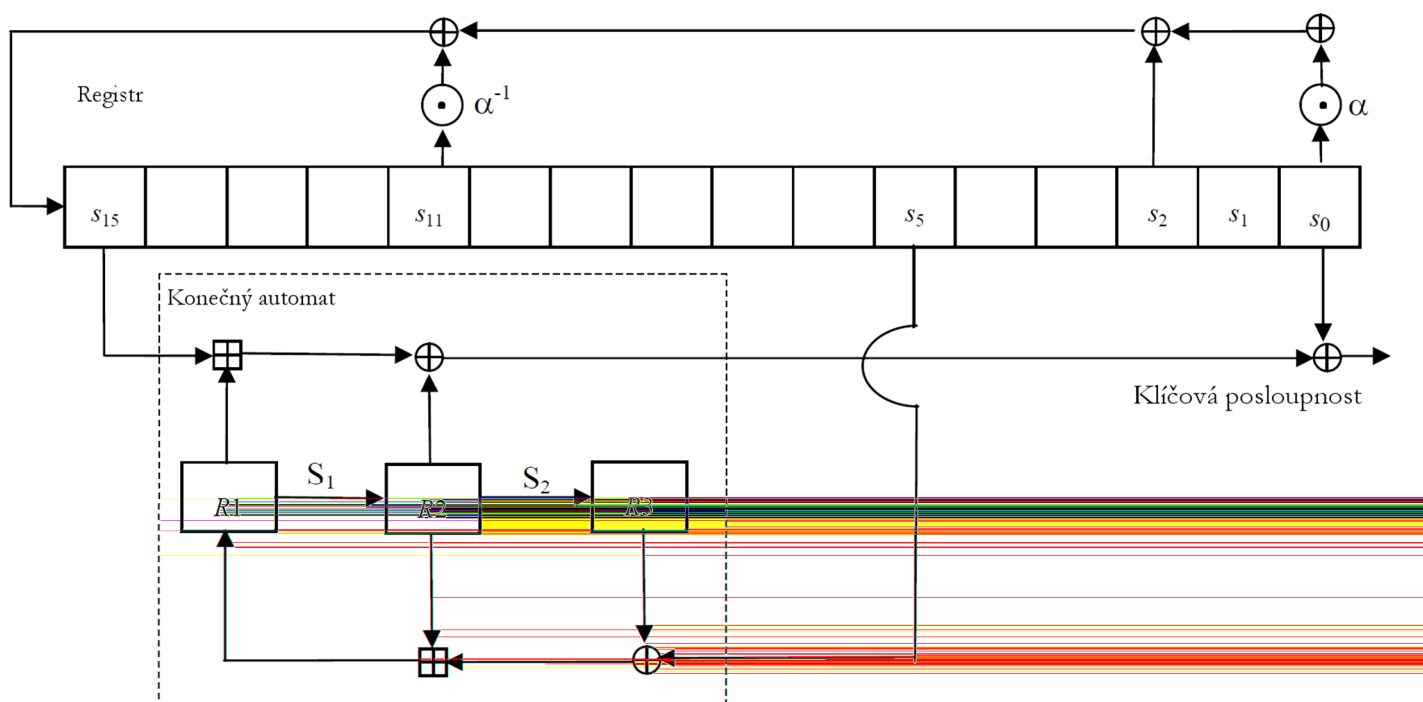 Registr
α⁻¹
α
s₁₅
s₁₁
s₅
s₂
s₁
s₀
Konečný automat
Klíčová posloupnost
S₁
S₂
R1
R2
R3